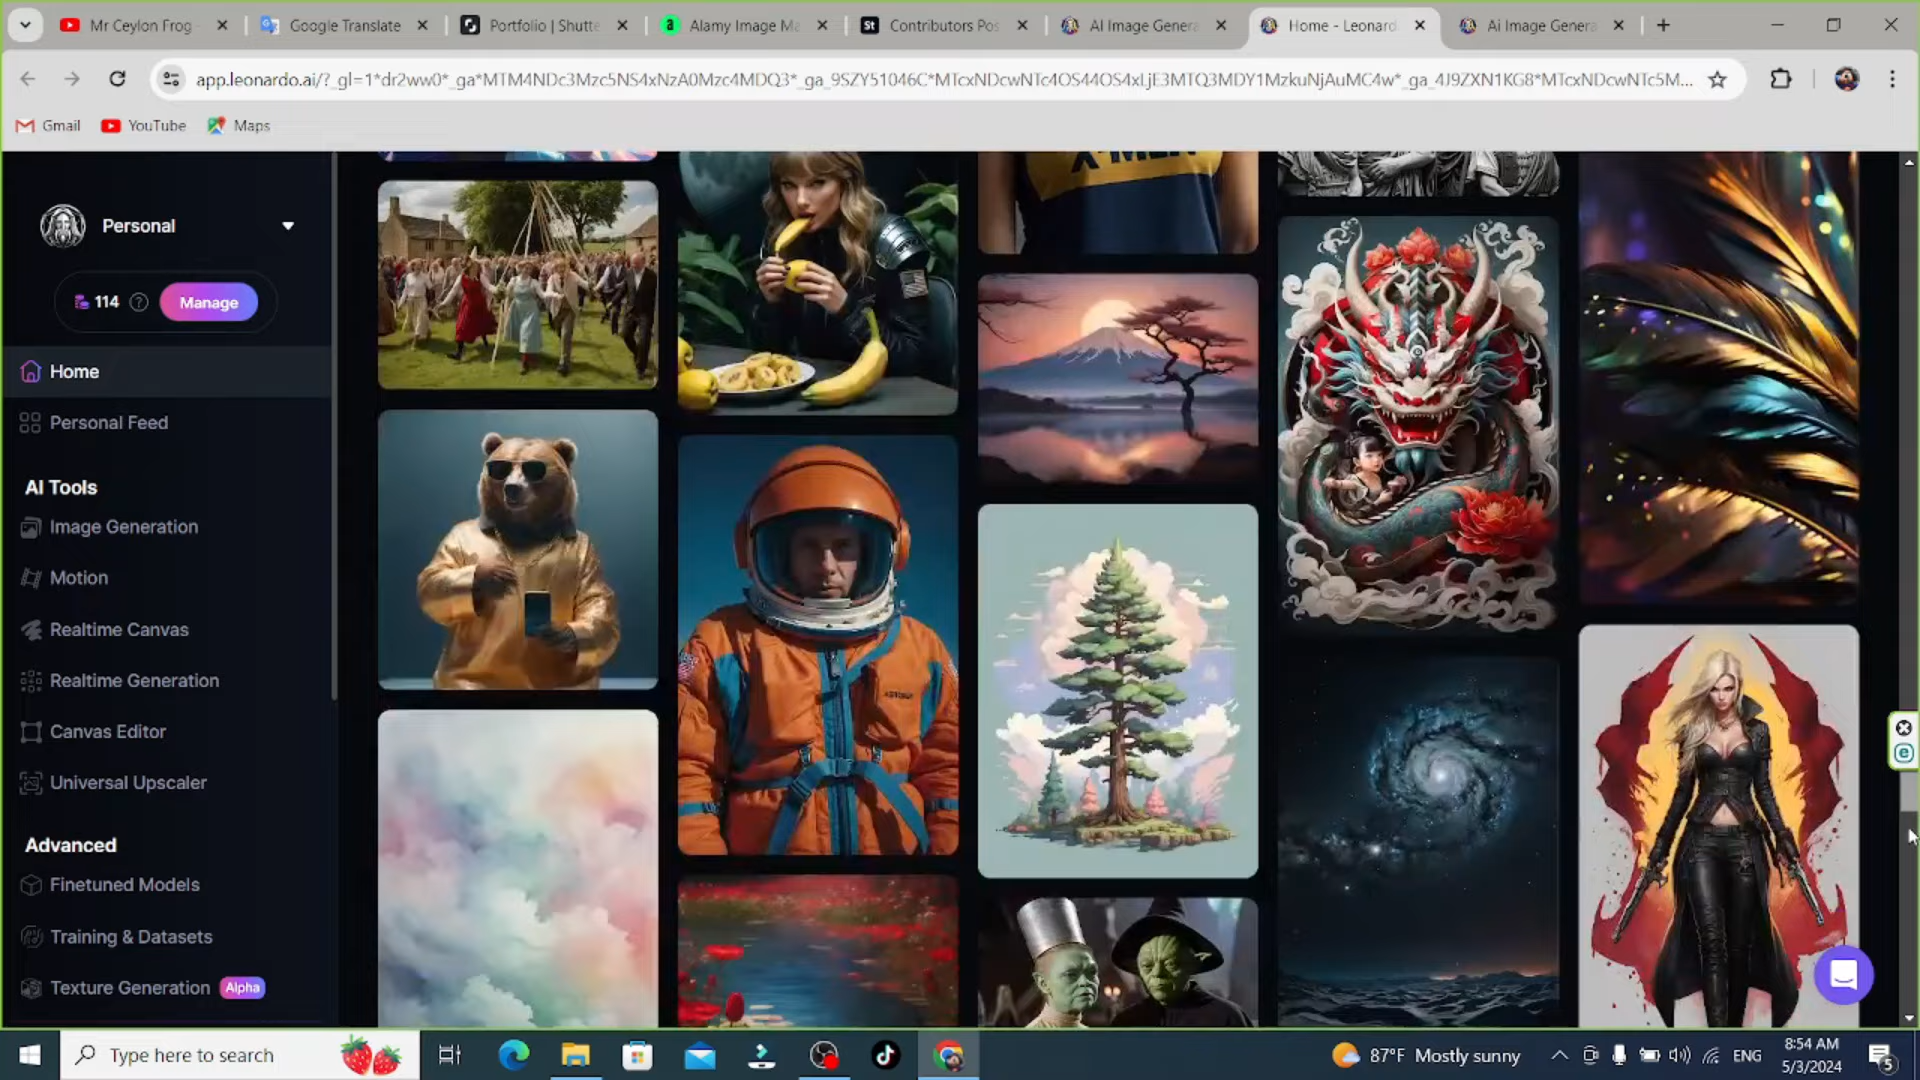 Mr Ceylon Frog
Google Translate
Portfolio | Shutte
Alamy Image Ma
Contributors Pos
AI Image Genera
Home - Leonard
Ai Image Genera
app.leonardo.ai/?_gl=1*dr2ww0*_ga*MTM4NDc3Mzc5NS4xNzA0Mzc4MDQ3*_ga_9SZY51046C*MTcxNDcwNTc4OS44OS4xLjE3MTQ3MDY1MzkuNjAuMC4w*_ga_4J9ZXN1KG8*MTcxNDcwNTc5M...
Gmail
YouTube
Maps
Personal
114
Manage
Home
Personal Feed
AI Tools
Image Generation
Motion
Realtime Canvas
Realtime Generation
Canvas Editor
Universal Upscaler
Advanced
Finetuned Models
Training & Datasets
Texture Generation Alpha
X-MEN
Type here to search
87°F Mostly sunny
ENG
8:54 AM
5/3/2024
5